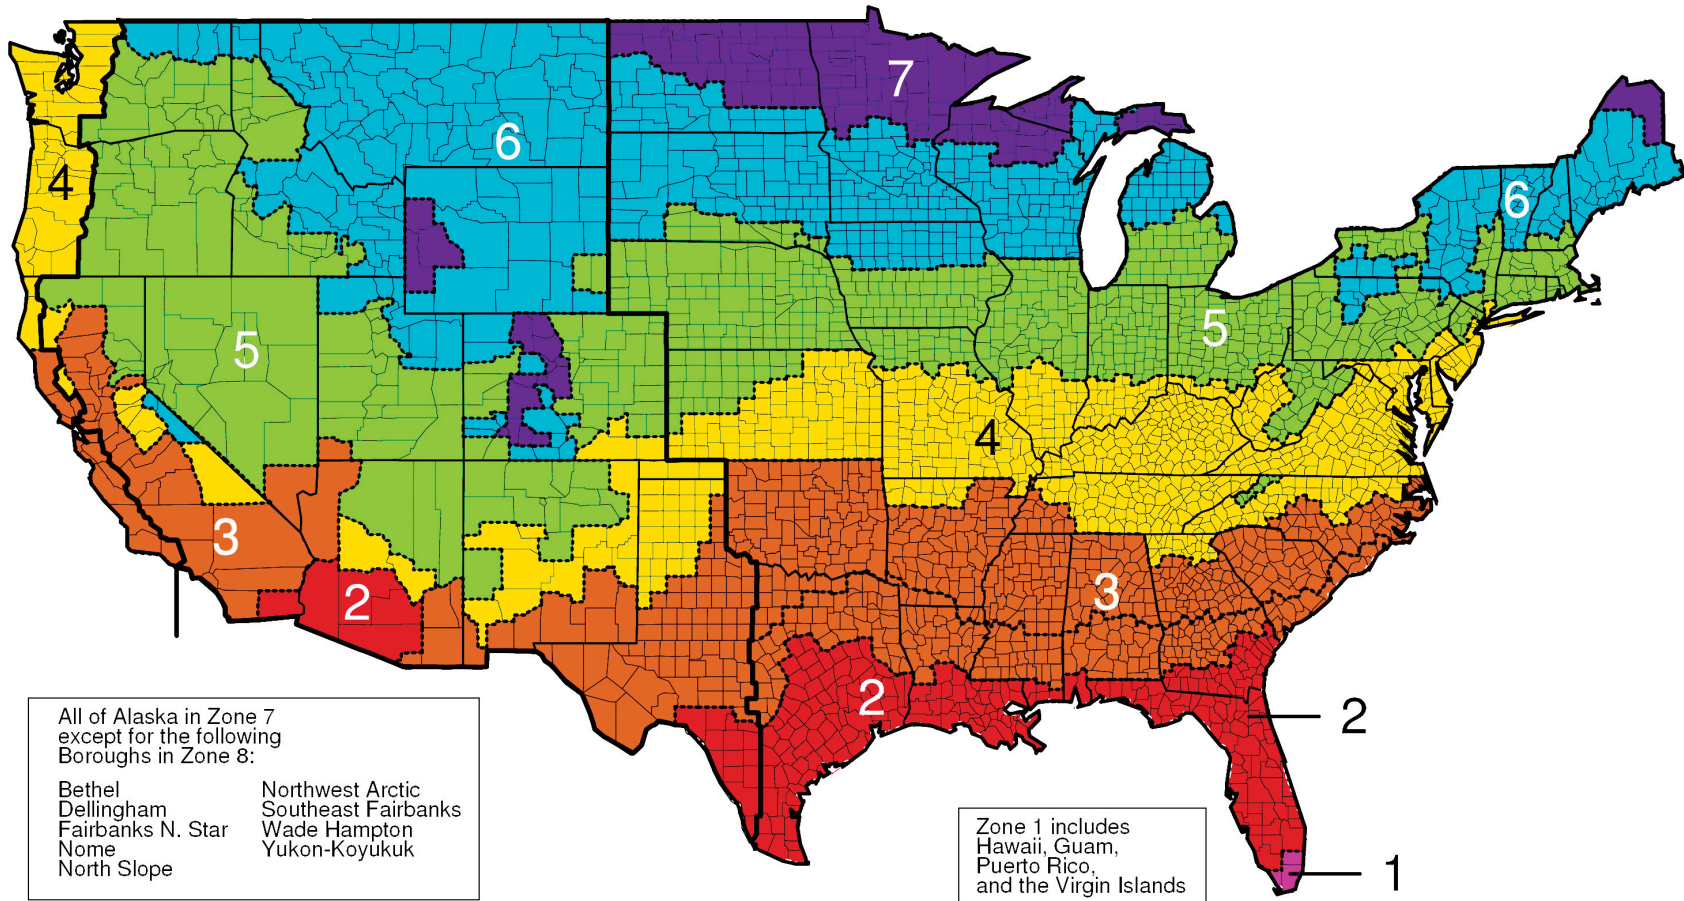 7
6
6
4
5
5
4
3
3
2
2
2
1
All of Alaska in Zone 7
except for the following
Boroughs in Zone 8:
Bethel
Dellingham
Fairbanks N. Star
Nome
North Slope
Northwest Arctic
Southeast Fairbanks
Wade Hampton
Yukon-Koyukuk
Zone 1 includes
Hawaii, Guam,
Puerto Rico,
and the Virgin Islands